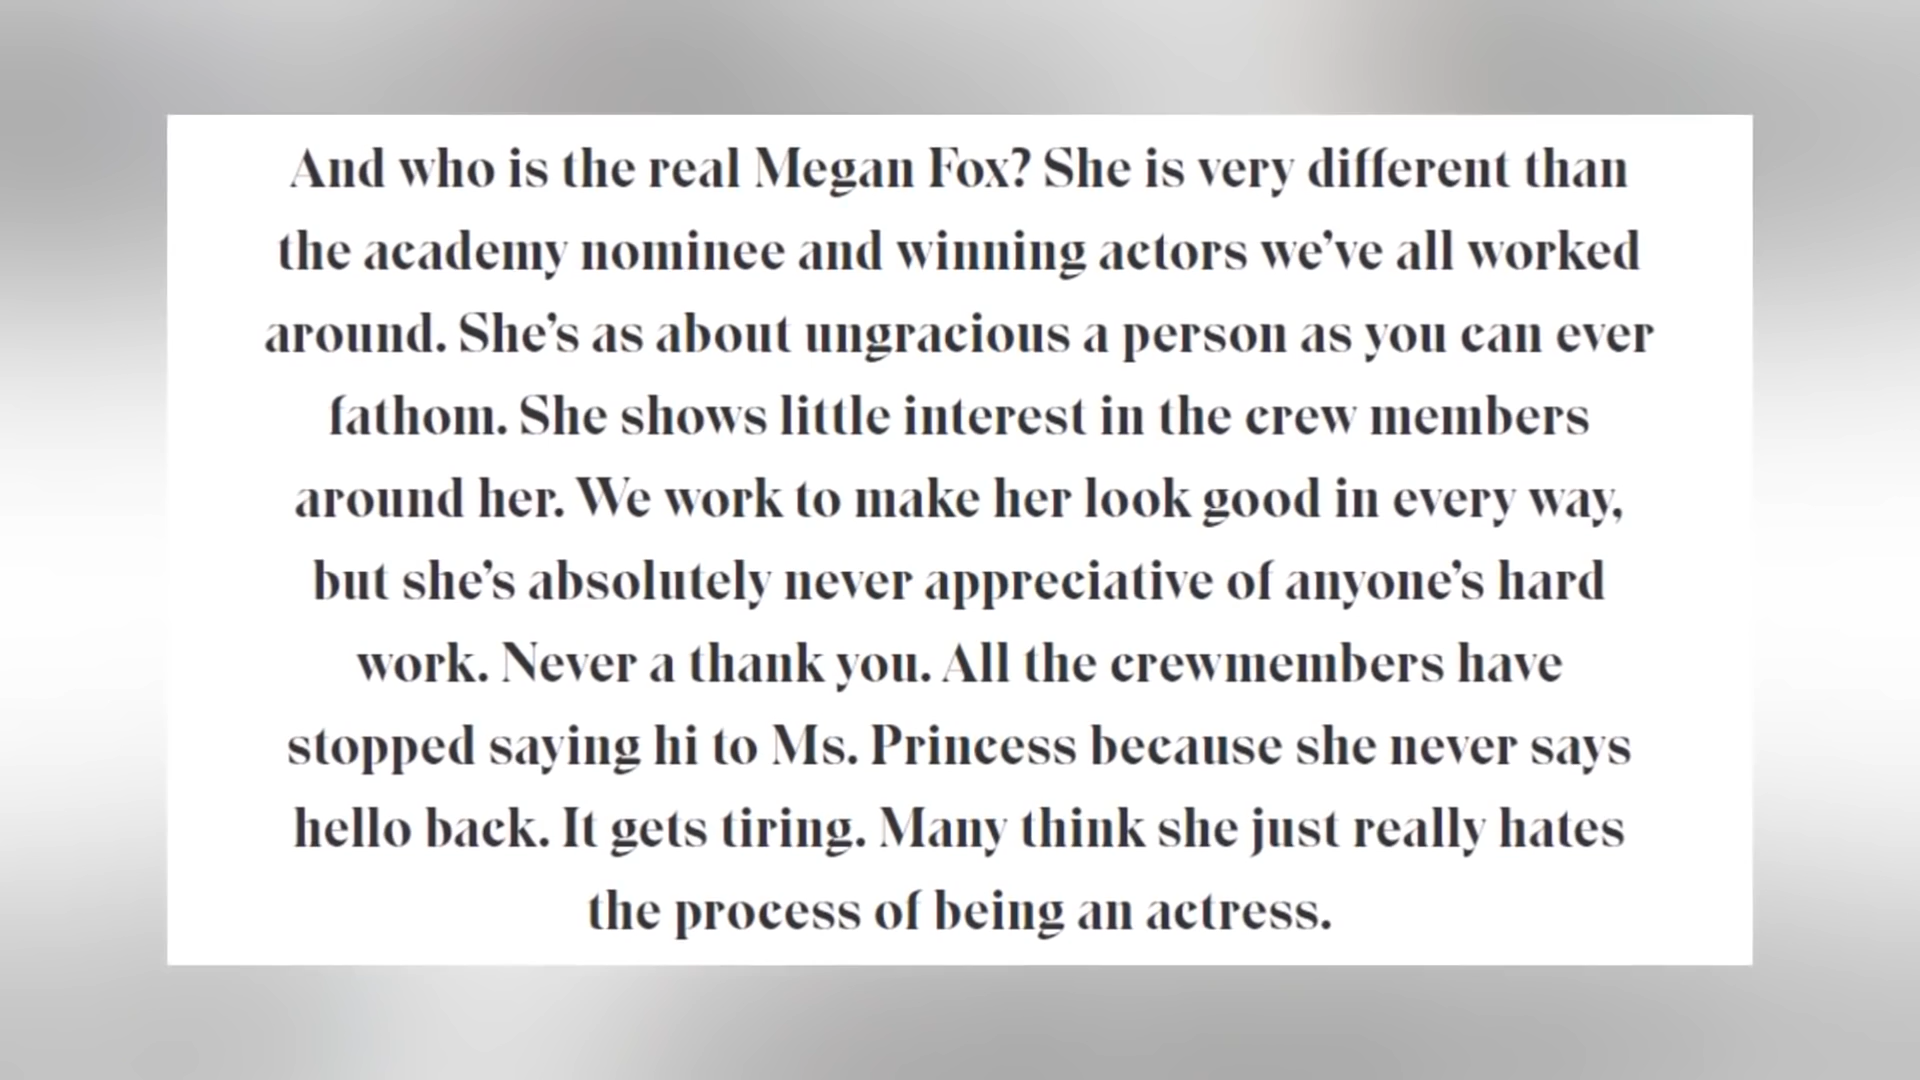 And who is the real Megan Fox? She is very different than
the academy nominee and winning actors we've all worked
around. She's as about ungracious a person as you can ever
fathom. She shows little interest in the crew members
around her. We work to make her look good in every way,
but she's absolutely never appreciative of anyone's hard
work. Never a thank you. All the crewmembers have
stopped saying hi to Ms. Princess because she never says
hello back. It gets tiring. Many think she just really hates
the process of being an actress.